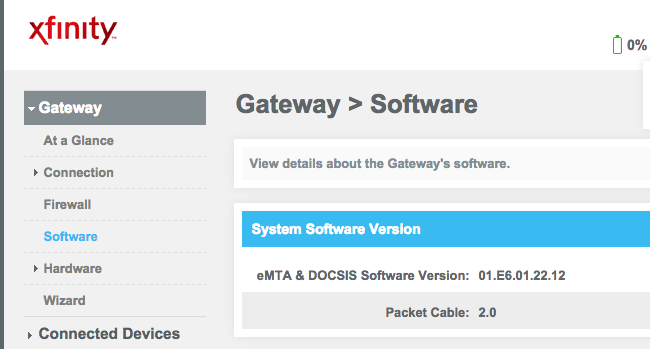 xfinity™
0%
Gateway
At a Glance
Connection
Firewall
Software
Hardware
Wizard
Connected Devices
Gateway > Software
View details about the Gateway's software.
System Software Version
eMTA & DOCSIS Software Version: 01.E6.01.22.12
Packet Cable: 2.0